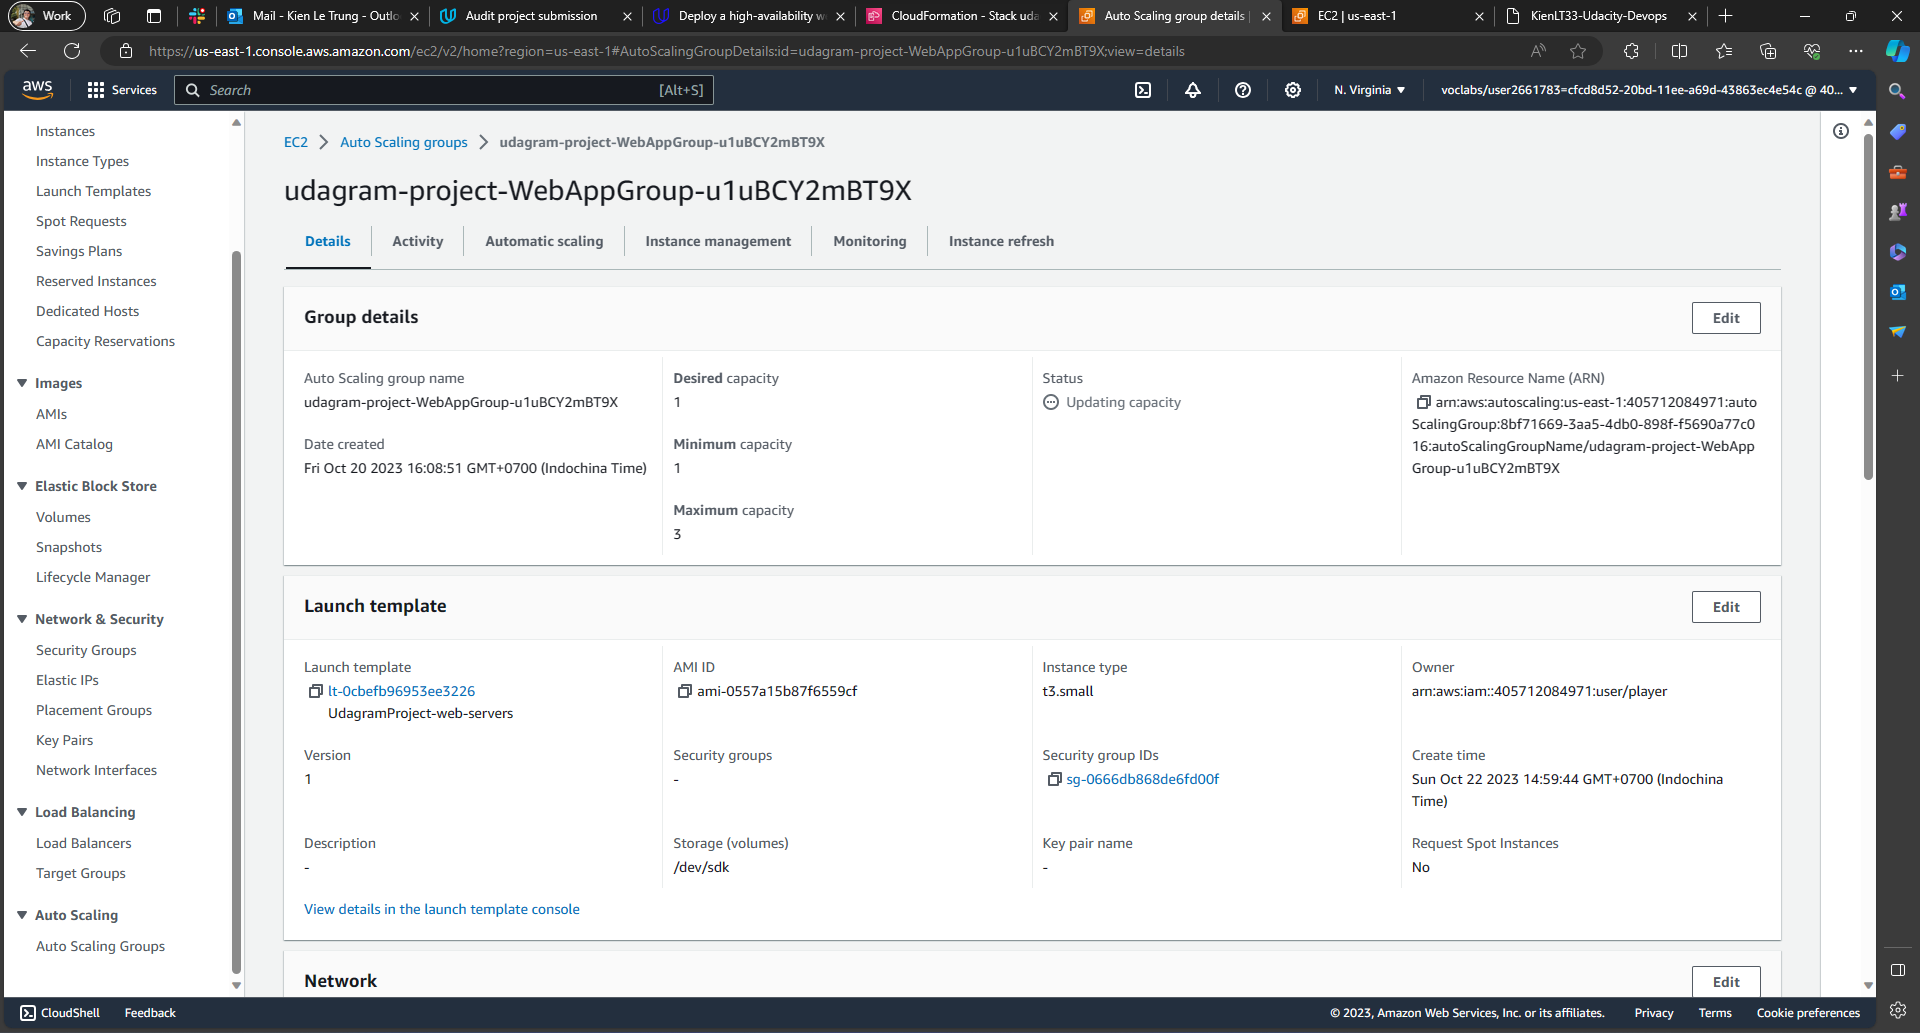 Work
Mail - Kien Le Trung - Outlo
Audit project submission
Deploy a high-availability w
CloudFormation - Stack uda
Auto Scaling group details |
EC2 | us-east-1
KienLT33-Udacity-Devops
https://us-east-1.console.aws.amazon.com/ec2/v2/home?region=us-east-1#AutoScalingGroupDetails:id=udagram-project-WebAppGroup-u1uBCY2mBT9X;view=details
aws
Services
Search
[Alt+S]
N. Virginia
voclabs/user2661783=cfcd8d52-20bd-11ee-a69d-43863ec4e54c @ 40...
Instances
Instance Types
Launch Templates
Spot Requests
Savings Plans
Reserved Instances
Dedicated Hosts
Capacity Reservations
Images
AMIs
AMI Catalog
Elastic Block Store
Volumes
Snapshots
Lifecycle Manager
Network & Security
Security Groups
Elastic IPs
Placement Groups
Key Pairs
Network Interfaces
Load Balancing
Load Balancers
Target Groups
Auto Scaling
Auto Scaling Groups
EC2
Auto Scaling groups
udagram-project-WebAppGroup-u1uBCY2mBT9X
udagram-project-WebAppGroup-u1uBCY2mBT9X
Details
Activity
Automatic scaling
Instance management
Monitoring
Instance refresh
Group details
Edit
Auto Scaling group name
udagram-project-WebAppGroup-u1uBCY2mBT9X
Date created
Fri Oct 20 2023 16:08:51 GMT+0700 (Indochina Time)
Desired capacity
1
Minimum capacity
1
Maximum capacity
3
Status
Updating capacity
Amazon Resource Name (ARN)
arn:aws:autoscaling:us-east-1:405712084971:auto
ScalingGroup:8bf71669-3aa5-4db0-898f-f5690a77c0
16:autoScalingGroupName/udagram-project-WebApp
Group-u1uBCY2mBT9X
Launch template
Edit
Launch template
lt-0cbefb96953ee3226
UdagramProject-web-servers
AMI ID
ami-0557a15b87f6559cf
Instance type
t3.small
Owner
arn:aws:iam::405712084971:user/player
Version
1
Security groups
-
Security group IDs
sg-0666db868de6fd00f
Create time
Sun Oct 22 2023 14:59:44 GMT+0700 (Indochina
Time)
Description
-
Storage (volumes)
/dev/sdk
Key pair name
-
Request Spot Instances
No
View details in the launch template console
Network
Edit
CloudShell
Feedback
© 2023, Amazon Web Services, Inc. or its affiliates.
Privacy
Terms
Cookie preferences